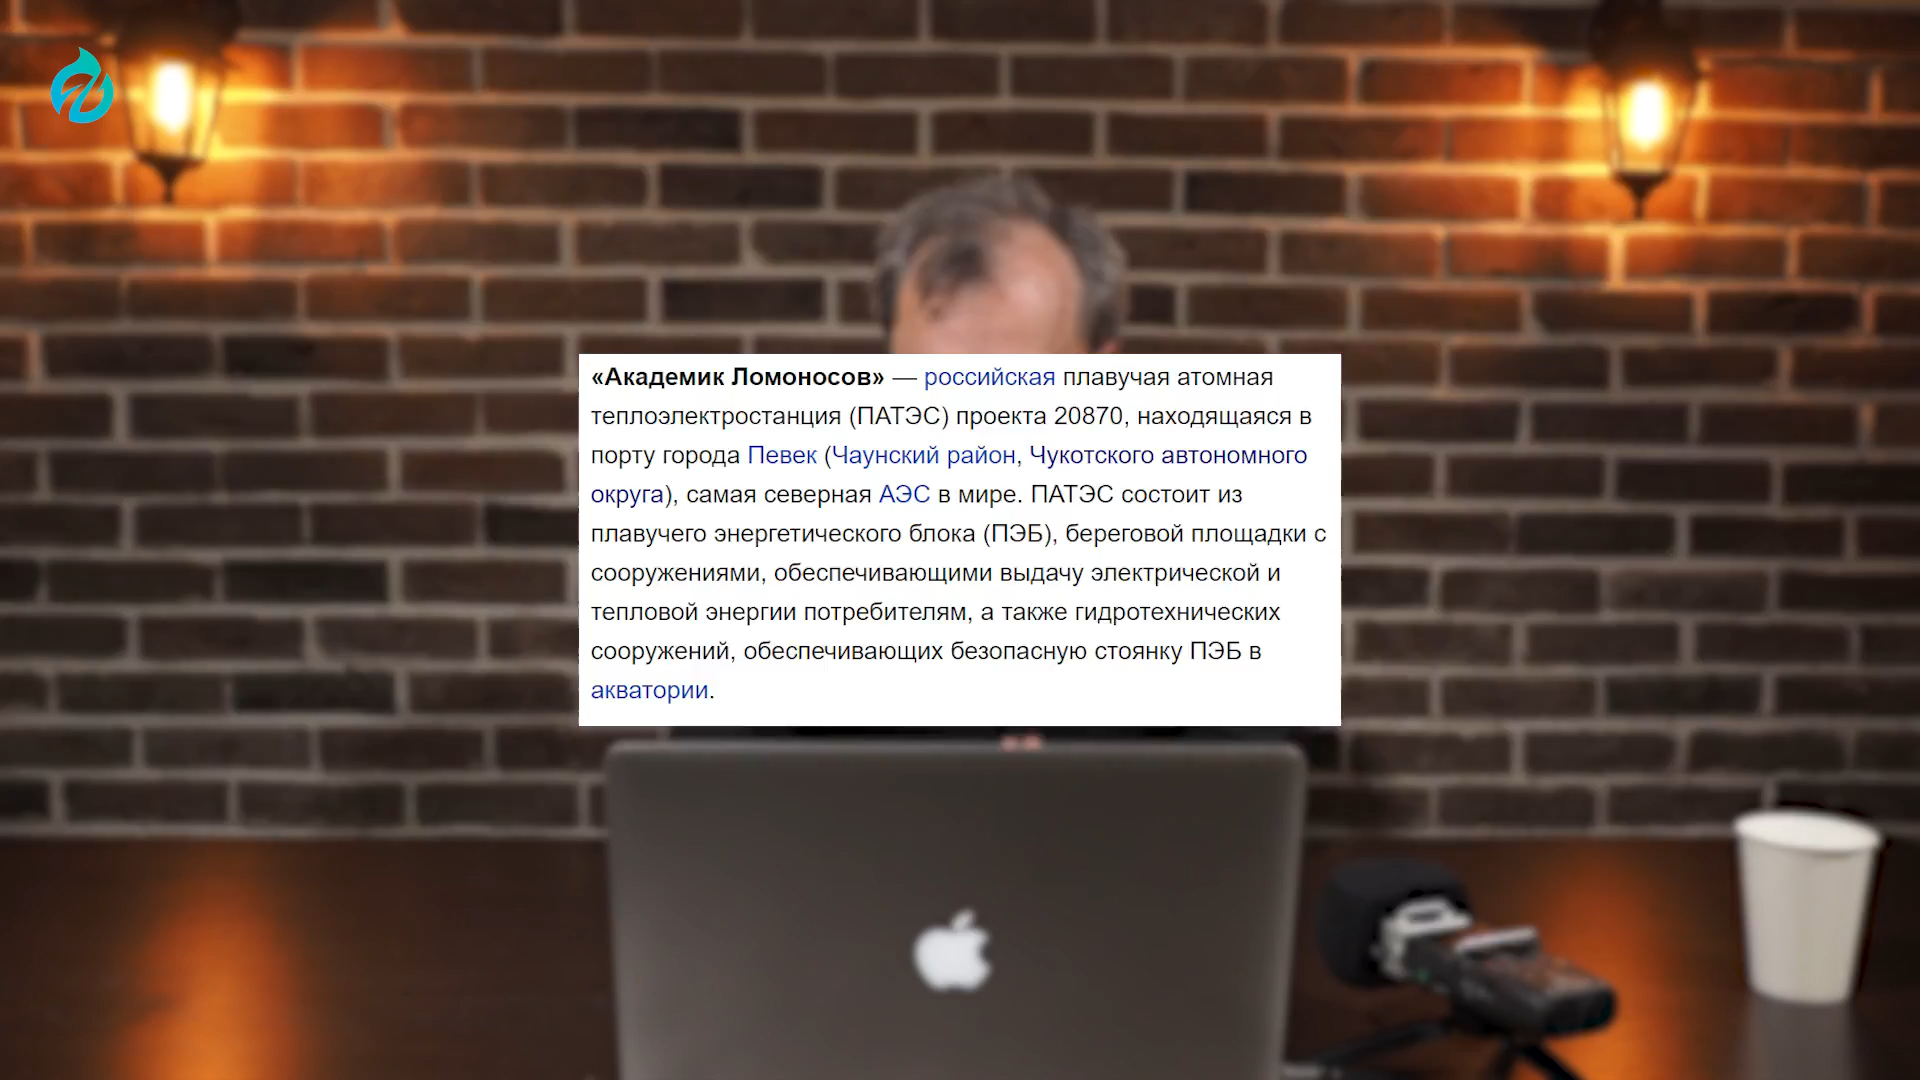 «Академик Ломоносов» — российская плавучая атомная
теплоэлектростанция (ПАТЭС) проекта 20870, находящаяся в
порту города Певек (Чаунский район, Чукотского автономного
округа), самая северная АЭС в мире. ПАТЭС состоит из
плавучего энергетического блока (ПЭБ), береговой площадки с
сооружениями, обеспечивающими выдачу электрической и
тепловой энергии потребителям, а также гидротехнических
сооружений, обеспечивающих безопасную стоянку ПЭБ в
акватории.